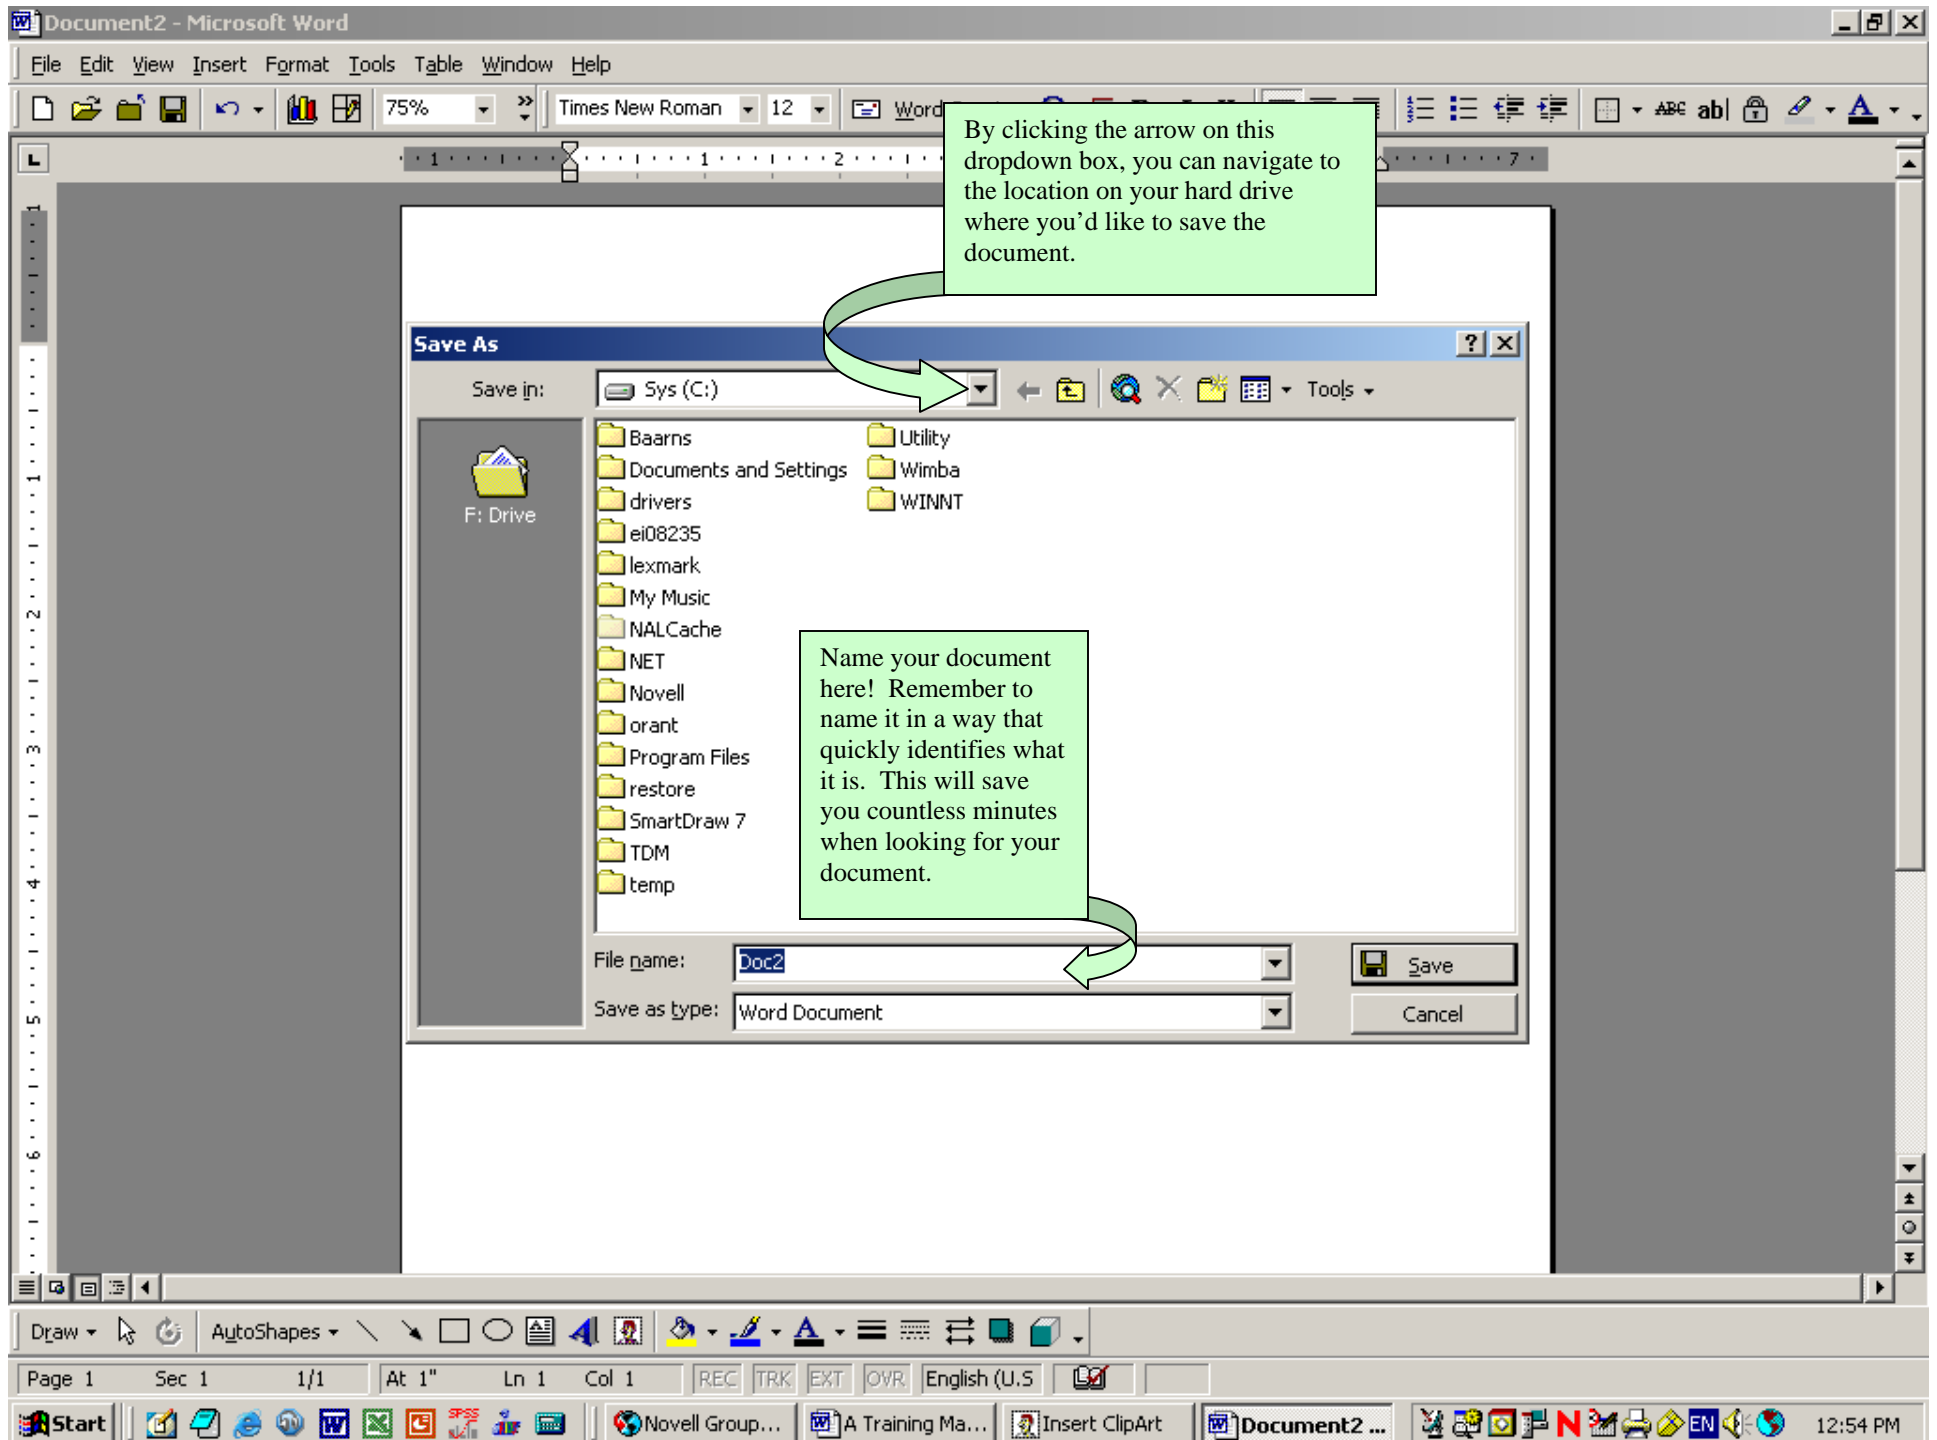 Document2 - Microsoft Word
File Edit View Insert Format Tools Table Window Help
75% Times New Roman 12 Word
By clicking the arrow on this
dropdown box, you can navigate to
the location on your hard drive
where you'd like to save the
document.
Save As
Save in: Sys (C:) Tools
F: Drive
Baarns
Documents and Settings
drivers
ei08235
lexmark
My Music
NALCache
NET
Novell
orant
Program Files
restore
SmartDraw 7
TDM
temp
Utility
Wimba
WINNT
Name your document
here!  Remember to
name it in a way that
quickly identifies what
it is.  This will save
you countless minutes
when looking for your
document.
File name: Doc2 Save
Save as type: Word Document Cancel
Draw AutoShapes
Page 1 Sec 1 1/1 At 1" Ln 1 Col 1 REC TRK EXT OVR English (U.S
Start Novell Group... A Training Ma... Insert ClipArt Document2 ... EN 12:54 PM